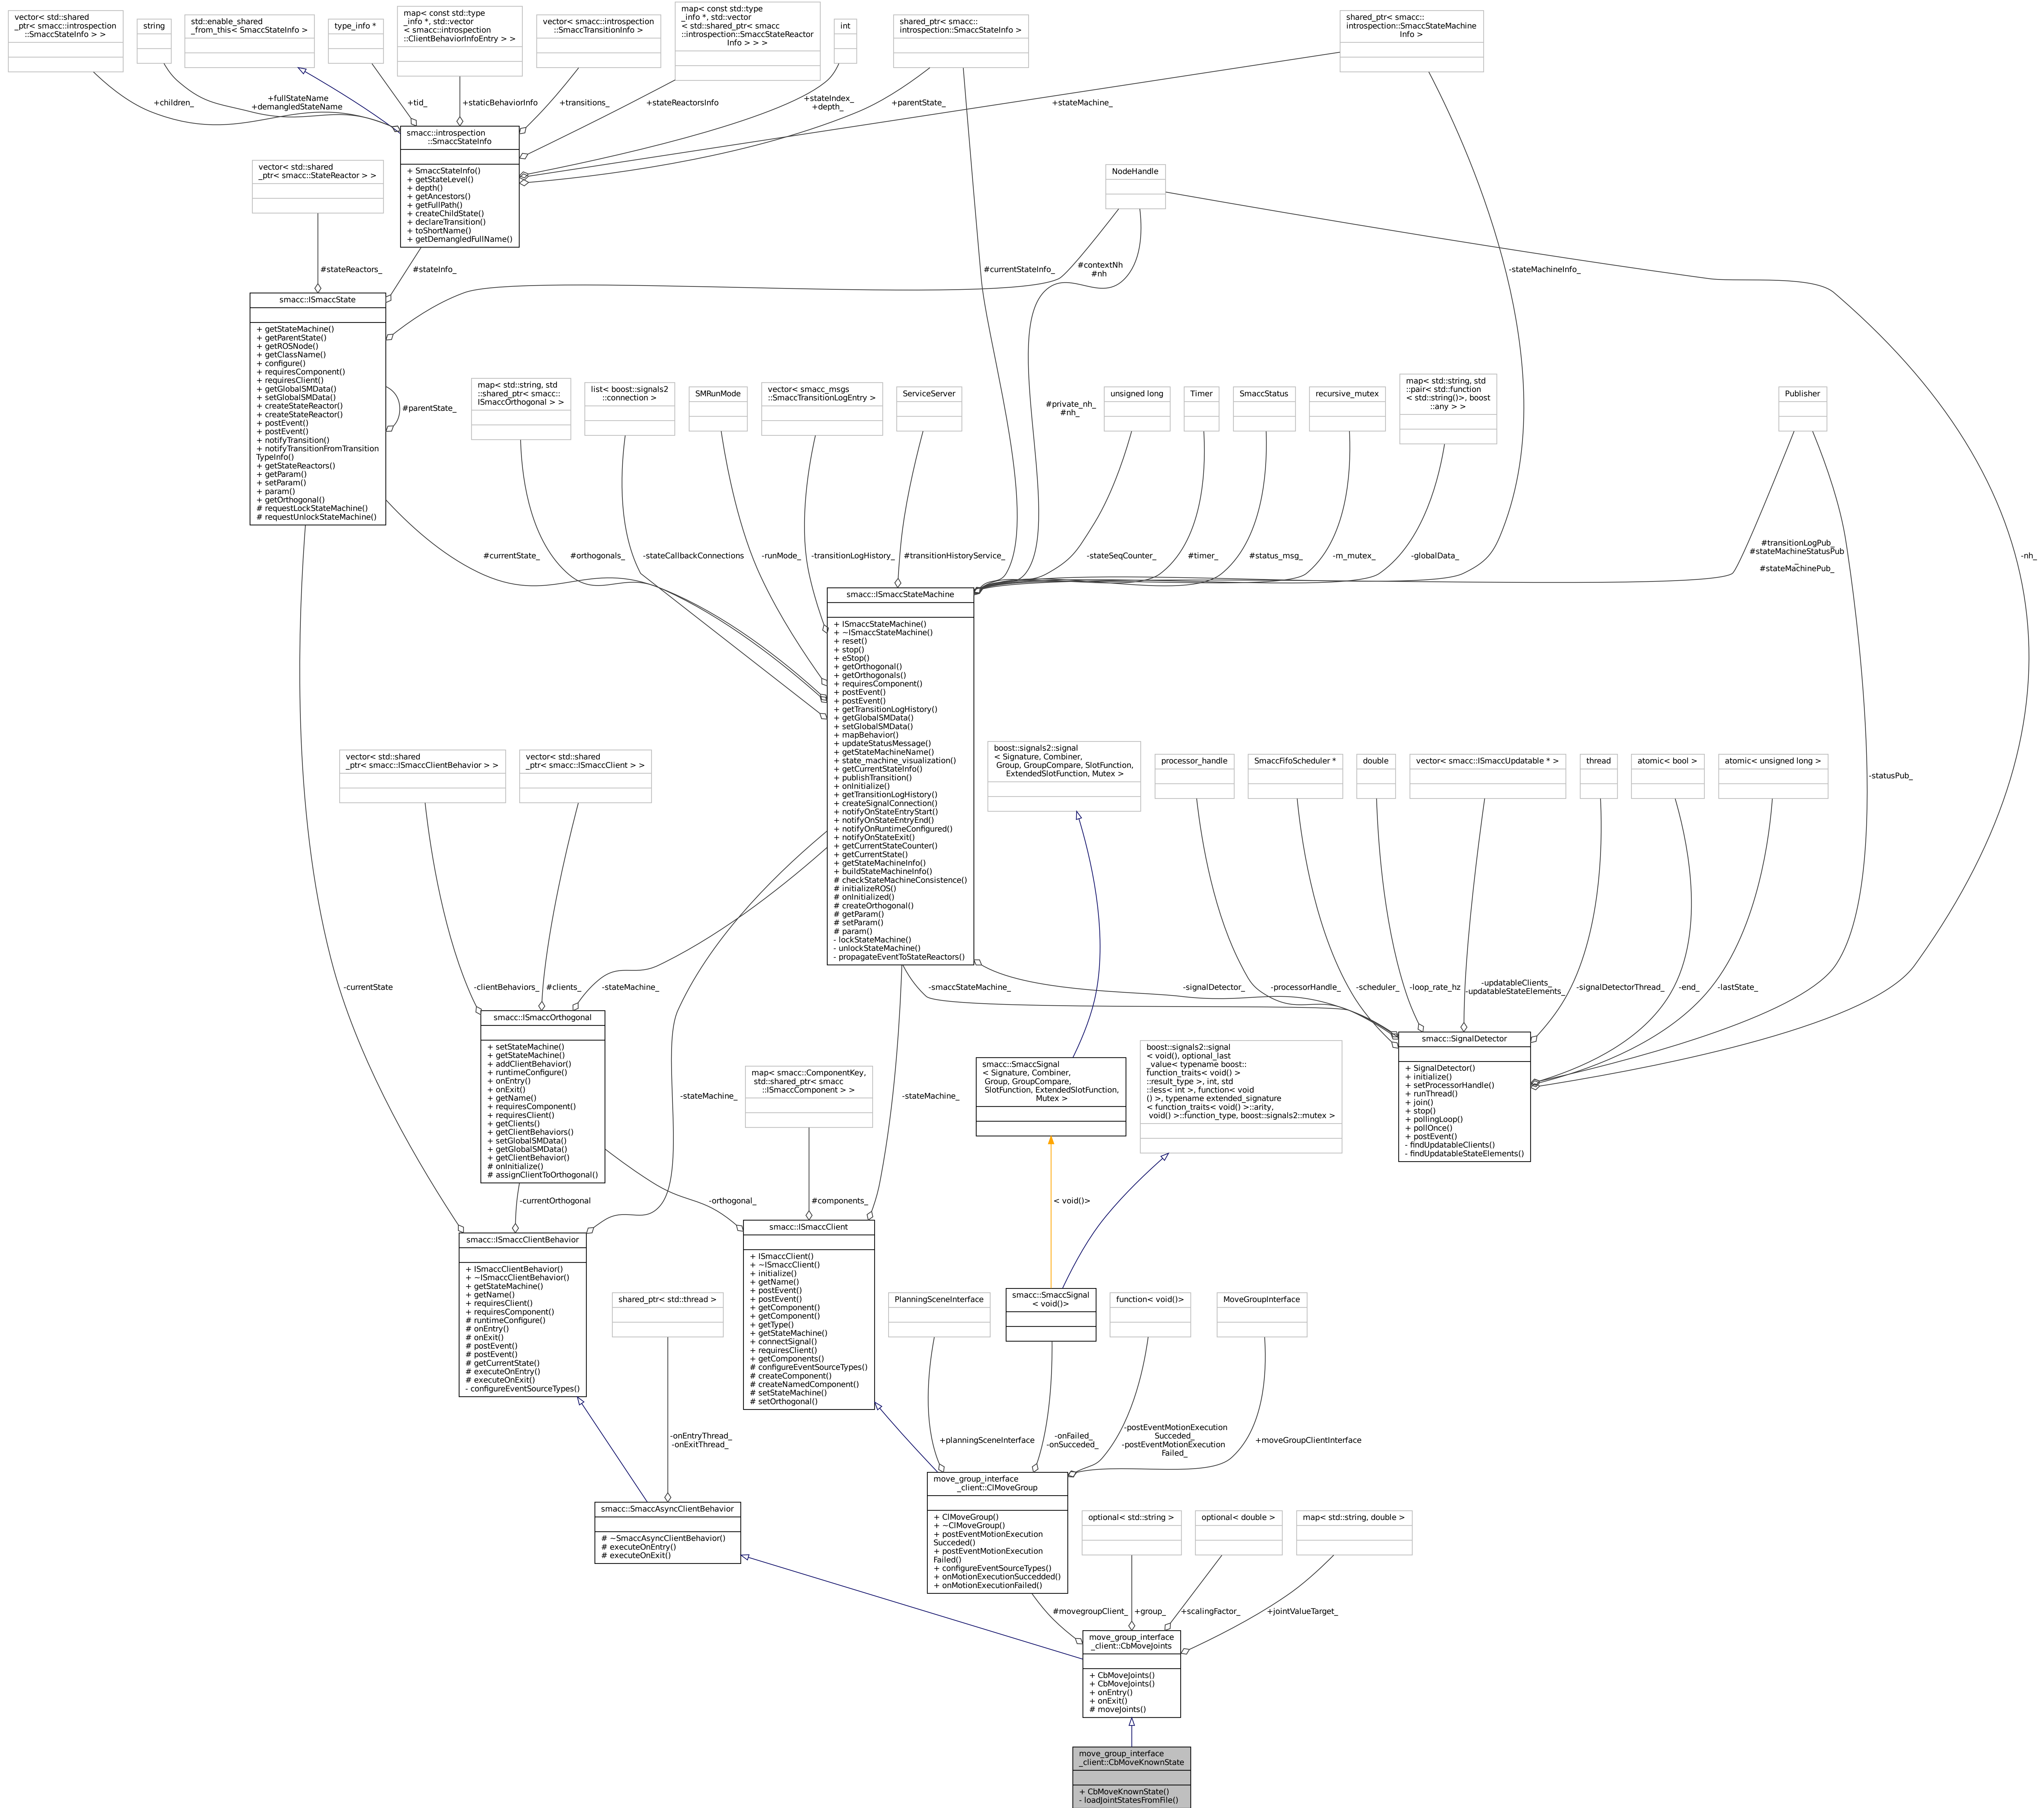 vector< std::shared
_ptr< smacc::introspection
::SmaccStateInfo > >
string
std::enable_shared
_from_this< SmaccStateInfo >
type_info *
map< const std::type
_info *, std::vector
< smacc::introspection
::ClientBehaviorInfoEntry > >
vector< smacc::introspection
::SmaccTransitionInfo >
map< const std::type
_info *, std::vector
< std::shared_ptr< smacc
::introspection::SmaccStateReactor
Info > > >
int
shared_ptr< smacc::
introspection::SmaccStateInfo >
shared_ptr< smacc::
introspection::SmaccStateMachine
Info >
+children_
+fullStateName
+demangledStateName
+tid_
+staticBehaviorInfo
+transitions_
+stateReactorsInfo
+stateIndex_
+depth_
+parentState_
+stateMachine_
smacc::introspection
::SmaccStateInfo
+ SmaccStateInfo()
+ getStateLevel()
+ depth()
+ getAncestors()
+ getFullPath()
+ createChildState()
+ declareTransition()
+ toShortName()
+ getDemangledFullName()
vector< std::shared
_ptr< smacc::StateReactor > >
NodeHandle
#stateReactors_
#stateInfo_
#currentStateInfo_
#contextNh
#nh
-stateMachineInfo_
smacc::ISmaccState
+ getStateMachine()
+ getParentState()
+ getROSNode()
+ getClassName()
+ configure()
+ requiresComponent()
+ requiresClient()
+ getGlobalSMData()
+ setGlobalSMData()
+ createStateReactor()
+ createStateReactor()
+ postEvent()
+ postEvent()
+ notifyTransition()
+ notifyTransitionFromTransition
TypeInfo()
+ getStateReactors()
+ getParam()
+ setParam()
+ param()
+ getOrthogonal()
# requestLockStateMachine()
# requestUnlockStateMachine()
#parentState_
map< std::string, std
::shared_ptr< smacc::
ISmaccOrthogonal > >
list< boost::signals2
::connection >
SMRunMode
vector< smacc_msgs
::SmaccTransitionLogEntry >
ServiceServer
#private_nh_
#nh_
unsigned long
Timer
SmaccStatus
recursive_mutex
map< std::string, std
::pair< std::function
< std::string()>, boost
::any > >
Publisher
#currentState_
#orthogonals_
-stateCallbackConnections
-runMode_
-transitionLogHistory_
#transitionHistoryService_
-stateSeqCounter_
#timer_
#status_msg_
-m_mutex_
-globalData_
#transitionLogPub_
#stateMachineStatusPub
_
#stateMachinePub_
-nh_
smacc::ISmaccStateMachine
+ ISmaccStateMachine()
+ ~ISmaccStateMachine()
+ reset()
+ stop()
+ eStop()
+ getOrthogonal()
+ getOrthogonals()
+ requiresComponent()
+ postEvent()
+ postEvent()
+ getTransitionLogHistory()
+ getGlobalSMData()
+ setGlobalSMData()
+ mapBehavior()
+ updateStatusMessage()
+ getStateMachineName()
+ state_machine_visualization()
+ getCurrentStateInfo()
+ publishTransition()
+ onInitialize()
+ getTransitionLogHistory()
+ createSignalConnection()
+ notifyOnStateEntryStart()
+ notifyOnStateEntryEnd()
+ notifyOnRuntimeConfigured()
+ notifyOnStateExit()
+ getCurrentStateCounter()
+ getCurrentState()
+ getStateMachineInfo()
+ buildStateMachineInfo()
# checkStateMachineConsistence()
# initializeROS()
# onInitialized()
# createOrthogonal()
# getParam()
# setParam()
# param()
- lockStateMachine()
- unlockStateMachine()
- propagateEventToStateReactors()
vector< std::shared
_ptr< smacc::ISmaccClientBehavior > >
vector< std::shared
_ptr< smacc::ISmaccClient > >
boost::signals2::signal
< Signature, Combiner,
Group, GroupCompare, SlotFunction,
ExtendedSlotFunction, Mutex >
processor_handle
SmaccFifoScheduler *
double
vector< smacc::ISmaccUpdatable * >
thread
atomic< bool >
atomic< unsigned long >
-statusPub_
-currentState
-clientBehaviors_
#clients_
-stateMachine_
-smaccStateMachine_
-signalDetector_
-processorHandle_
-scheduler_
-loop_rate_hz
-updatableClients_
-updatableStateElements_
-signalDetectorThread_
-end_
-lastState_
smacc::ISmaccOrthogonal
+ setStateMachine()
+ getStateMachine()
+ addClientBehavior()
+ runtimeConfigure()
+ onEntry()
+ onExit()
+ getName()
+ requiresComponent()
+ requiresClient()
+ getClients()
+ getClientBehaviors()
+ setGlobalSMData()
+ getGlobalSMData()
+ getClientBehavior()
# onInitialize()
# assignClientToOrthogonal()
smacc::SignalDetector
+ SignalDetector()
+ initialize()
+ setProcessorHandle()
+ runThread()
+ join()
+ stop()
+ pollingLoop()
+ pollOnce()
+ postEvent()
- findUpdatableClients()
- findUpdatableStateElements()
smacc::SmaccSignal
< Signature, Combiner,
Group, GroupCompare,
SlotFunction, ExtendedSlotFunction,
Mutex >
boost::signals2::signal
< void(), optional_last
_value< typename boost::
function_traits< void() >
::result_type >, int, std
::less< int >, function< void
() >, typename extended_signature
< function_traits< void() >::arity,
void() >::function_type, boost::signals2::mutex >
map< smacc::ComponentKey,
std::shared_ptr< smacc
::ISmaccComponent > >
-stateMachine_
-stateMachine_
-currentOrthogonal
-orthogonal_
#components_
< void()>
smacc::ISmaccClientBehavior
+ ISmaccClientBehavior()
+ ~ISmaccClientBehavior()
+ getStateMachine()
+ getName()
+ requiresClient()
+ requiresComponent()
# runtimeConfigure()
# onEntry()
# onExit()
# postEvent()
# postEvent()
# getCurrentState()
# executeOnEntry()
# executeOnExit()
- configureEventSourceTypes()
smacc::ISmaccClient
+ ISmaccClient()
+ ~ISmaccClient()
+ initialize()
+ getName()
+ postEvent()
+ postEvent()
+ getComponent()
+ getComponent()
+ getType()
+ getStateMachine()
+ connectSignal()
+ requiresClient()
+ getComponents()
# configureEventSourceTypes()
# createComponent()
# createNamedComponent()
# setStateMachine()
# setOrthogonal()
shared_ptr< std::thread >
PlanningSceneInterface
smacc::SmaccSignal
< void()>
function< void()>
MoveGroupInterface
-onEntryThread_
-onExitThread_
+planningSceneInterface
-onFailed_
-onSucceded_
-postEventMotionExecution
Succeded_
-postEventMotionExecution
Failed_
+moveGroupClientInterface
smacc::SmaccAsyncClientBehavior
# ~SmaccAsyncClientBehavior()
# executeOnEntry()
# executeOnExit()
move_group_interface
_client::ClMoveGroup
+ ClMoveGroup()
+ ~ClMoveGroup()
+ postEventMotionExecution
Succeded()
+ postEventMotionExecution
Failed()
+ configureEventSourceTypes()
+ onMotionExecutionSuccedded()
+ onMotionExecutionFailed()
optional< std::string >
optional< double >
map< std::string, double >
#movegroupClient_
+group_
+scalingFactor_
+jointValueTarget_
move_group_interface
_client::CbMoveJoints
+ CbMoveJoints()
+ CbMoveJoints()
+ onEntry()
+ onExit()
# moveJoints()
move_group_interface
_client::CbMoveKnownState
+ CbMoveKnownState()
- loadJointStatesFromFile()